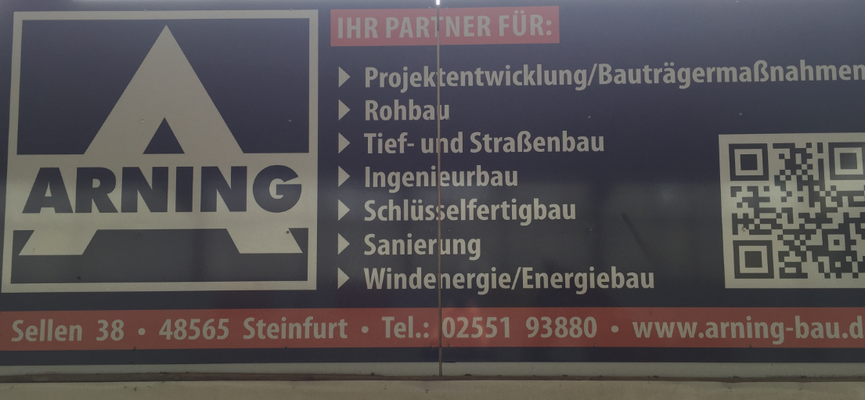 ARNING
IHR PARTNER FÜR:
Projektentwicklung/Bauträgermaßnahmen
Rohbau
Tief- und Straßenbau
Ingenieurbau
Schlüsselfertigbau
Sanierung
Windenergie/Energiebau
Sellen 38 • 48565 Steinfurt • Tel.: 02551 93880 • www.arning-bau.d